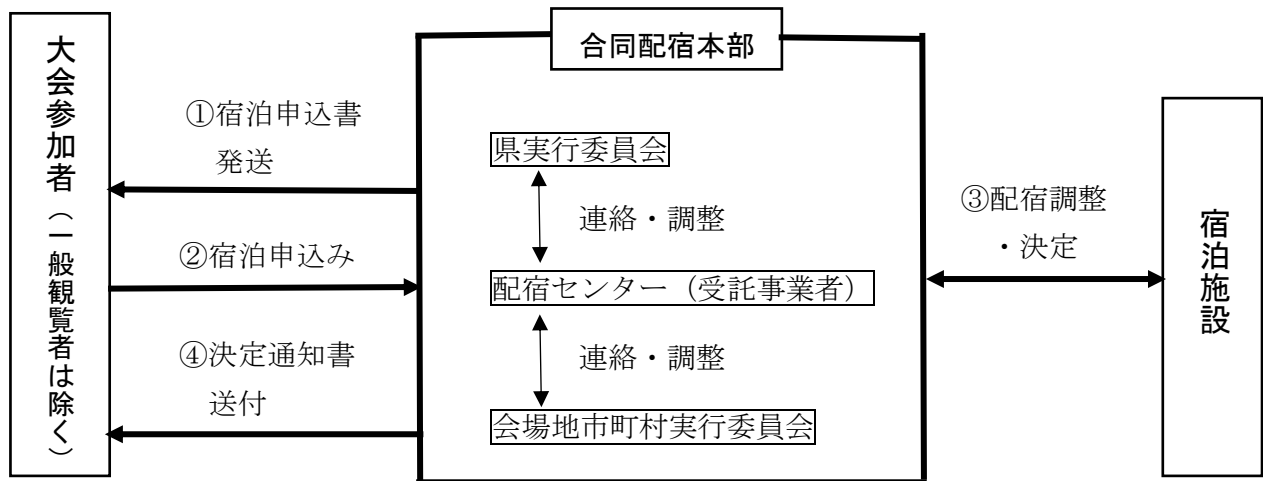 合同配宿本部
大会参加者（一般観覧者は除く）
①宿泊申込書
発送
②宿泊申込み
④決定通知書
送付
県実行委員会
連絡・調整
配宿センター（受託事業者）
連絡・調整
会場地市町村実行委員会
③配宿調整
・決定
宿泊施設